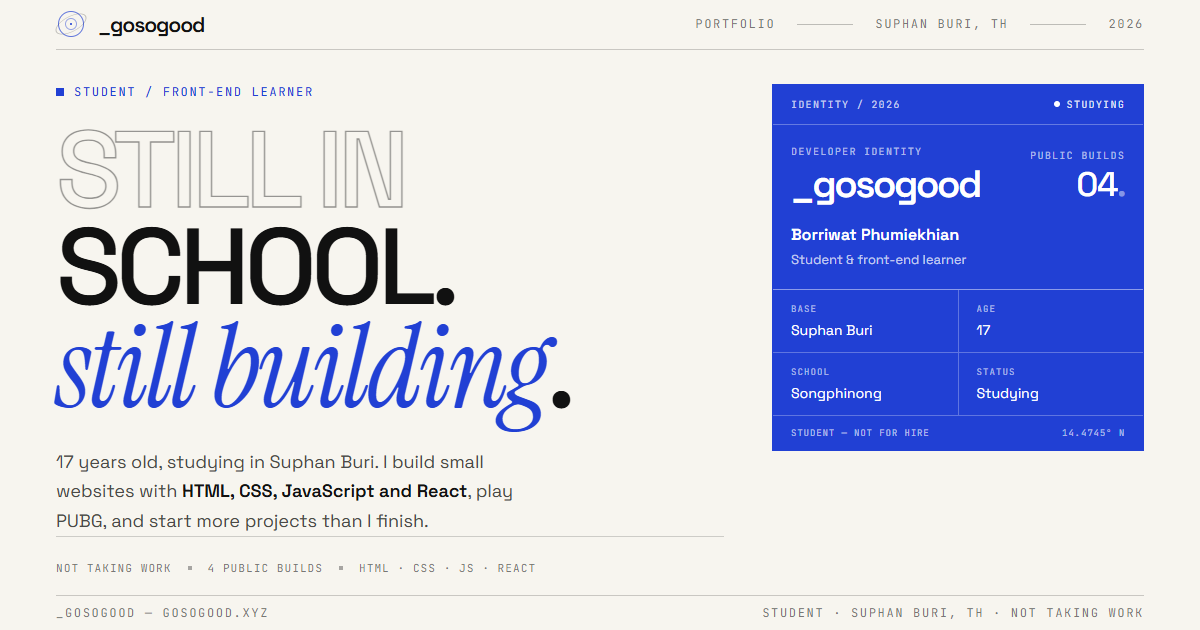 _gosogood
PORTFOLIO
SUPHAN BURI, TH
2026
STUDENT / FRONT-END LEARNER
STILL IN
SCHOOL.
still building.
17 years old, studying in Suphan Buri. I build small
websites with HTML, CSS, JavaScript and React, play
PUBG, and start more projects than I finish.
NOT TAKING WORK ▪ 4 PUBLIC BUILDS ▪ HTML · CSS · JS · REACT
IDENTITY / 2026
STUDYING
DEVELOPER IDENTITY
_gosogood
PUBLIC BUILDS
04.
Borriwat Phumiekhian
Student & front-end learner
BASE
Suphan Buri
AGE
17
SCHOOL
Songphinong
STATUS
Studying
STUDENT — NOT FOR HIRE
14.4745° N
_GOSOGOOD — GOSOGOOD.XYZ
STUDENT · SUPHAN BURI, TH · NOT TAKING WORK